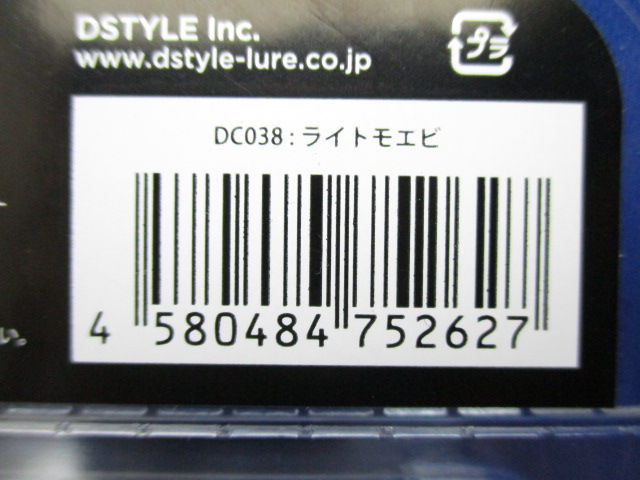 DSTYLE Inc.
www.dstyle-lure.co.jp
プラ
DC038 : ライトモエビ
4 580484 752627
い。